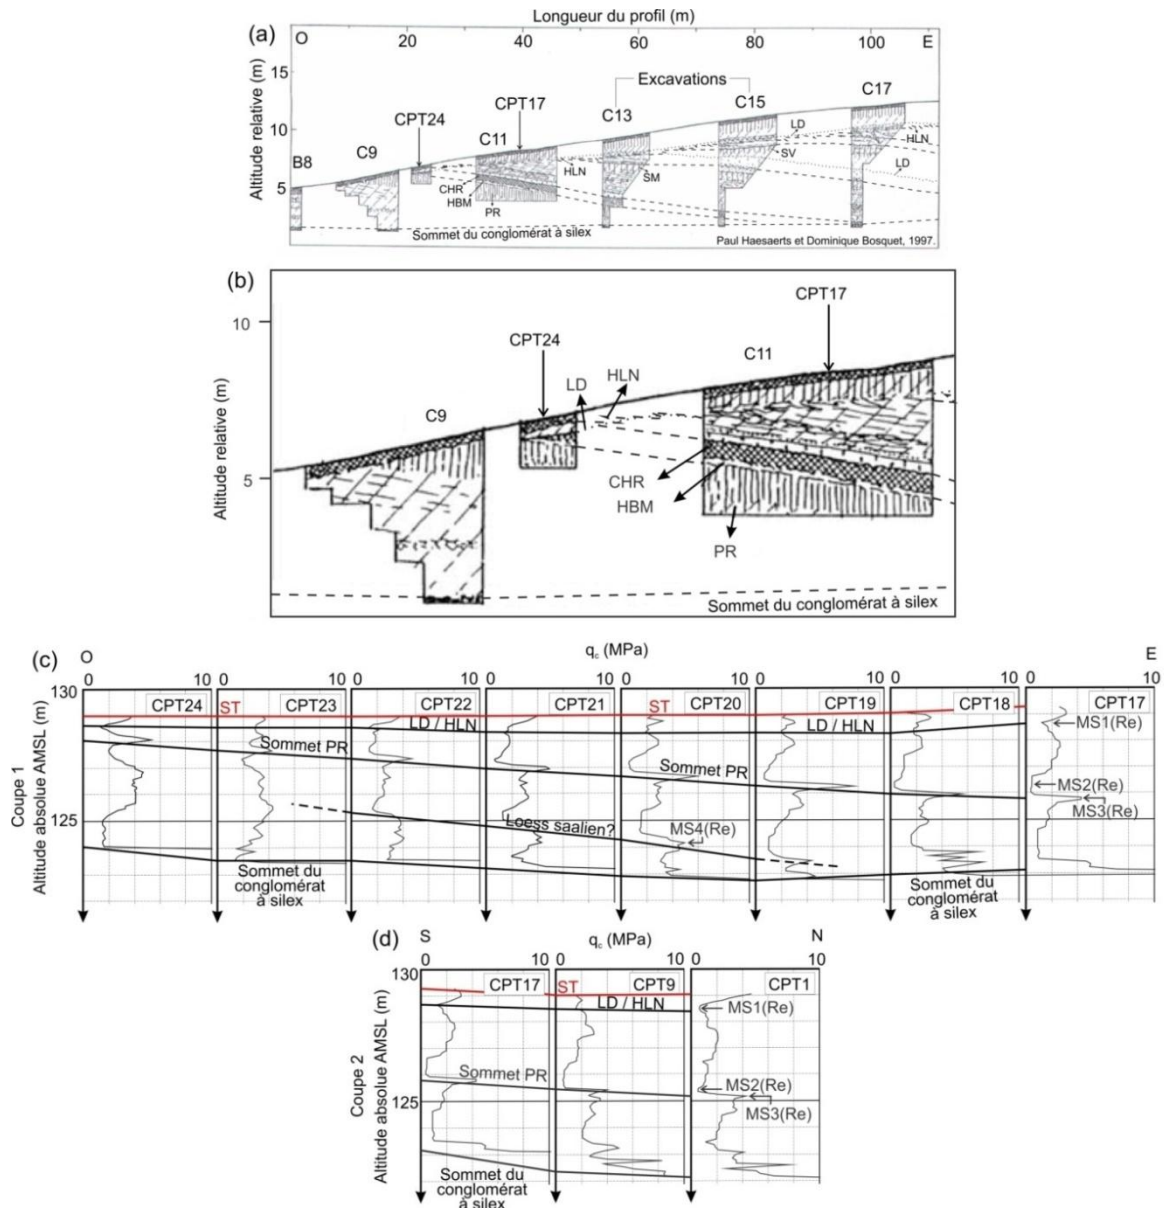 Longueur du profil (m)
(a)
O 20 40 60 80 100 E
Altitude relative (m)
15
10
5
Excavations
B8
C9
CPT24
C11
CPT17
C13
C15
C17
LD
HLN
HLN
SV
SM
LD
CHR
HBM
PR
Sommet du conglomérat à silex
Paul Haesaerts et Dominique Bosquet, 1997.
(b)
Altitude relative (m)
10
5
CPT17
CPT24
C11
C9
LD
HLN
CHR
HBM
PR
Sommet du conglomérat à silex
(c)
qc (MPa)
O
E
0 10 0 10 0 10 0 10 0 10 0 10 0 10 0 10
Coupe 1
Altitude absolue AMSL (m)
130
125
CPT24
ST
CPT23
CPT22
CPT21
ST
CPT20
CPT19
CPT18
CPT17
LD / HLN
LD / HLN
MS1(Re)
Sommet PR
Sommet PR
MS2(Re)
MS3(Re)
Loess saalien?
MS4(Re)
Sommet du
conglomérat
à silex
Sommet du
conglomérat
à silex
(d)
qc (MPa)
S
N
0 10 0 10 0 10
Coupe 2
Altitude absolue AMSL (m)
130
125
CPT17
ST
CPT9
CPT1
LD / HLN
MS1(Re)
Sommet PR
MS2(Re)
MS3(Re)
Sommet du
conglomérat
à silex